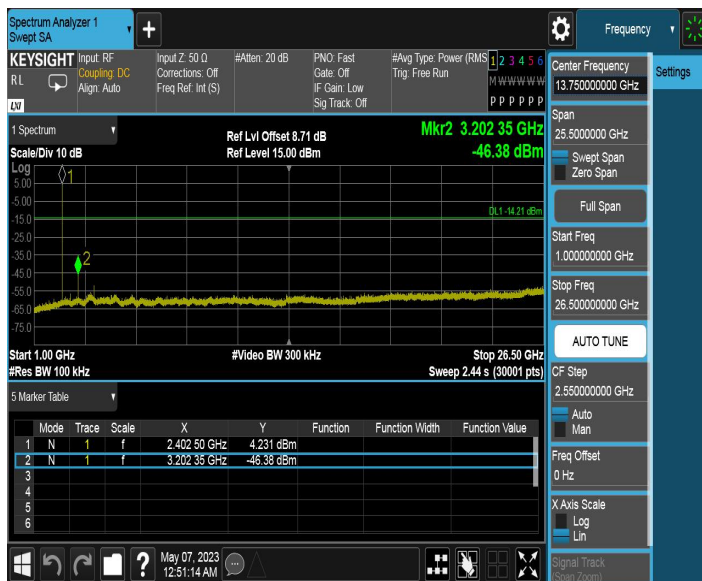 Spectrum Analyzer 1
Swept SA
Frequency
Settings
KEYSIGHT
RL
LXI
Input: RF
Coupling: DC
Align: Auto
Input Z: 50 Ω
Corrections: Off
Freq Ref: Int (S)
#Atten: 20 dB
PNO: Fast
Gate: Off
IF Gain: Low
Sig Track: Off
#Avg Type: Power (RMS
Trig: Free Run
1 2 3 4 5 6
M W W W W W
P P P P P P
1 Spectrum
Scale/Div 10 dB
Ref Lvl Offset 8.71 dB
Ref Level 15.00 dBm
Mkr2 3.202 35 GHz
-46.38 dBm
Log
5.00
-5.00
-15.0
-25.0
-35.0
-45.0
-55.0
-65.0
-75.0
1
2
DL1 -14.21 dBm
Start 1.00 GHz
#Res BW 100 kHz
#Video BW 300 kHz
Stop 26.50 GHz
Sweep 2.44 s (30001 pts)
5 Marker Table
Mode Trace Scale X Y Function Function Width Function Value
1 N 1 f 2.402 50 GHz 4.231 dBm
2 N 1 f 3.202 35 GHz -46.38 dBm
3
4
5
6
May 07, 2023
12:51:14 AM
Center Frequency
13.750000000 GHz
Span
25.5000000 GHz
Swept Span
Zero Span
Full Span
Start Freq
1.000000000 GHz
Stop Freq
26.500000000 GHz
AUTO TUNE
CF Step
2.550000000 GHz
Auto
Man
Freq Offset
0 Hz
X Axis Scale
Log
Lin
Signal Track
(Span Zoom)